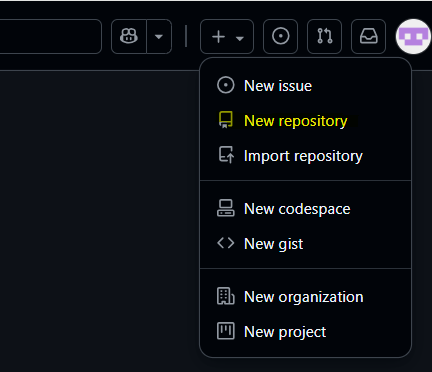 New issue
New repository
Import repository
New codespace
New gist
New organization
New project